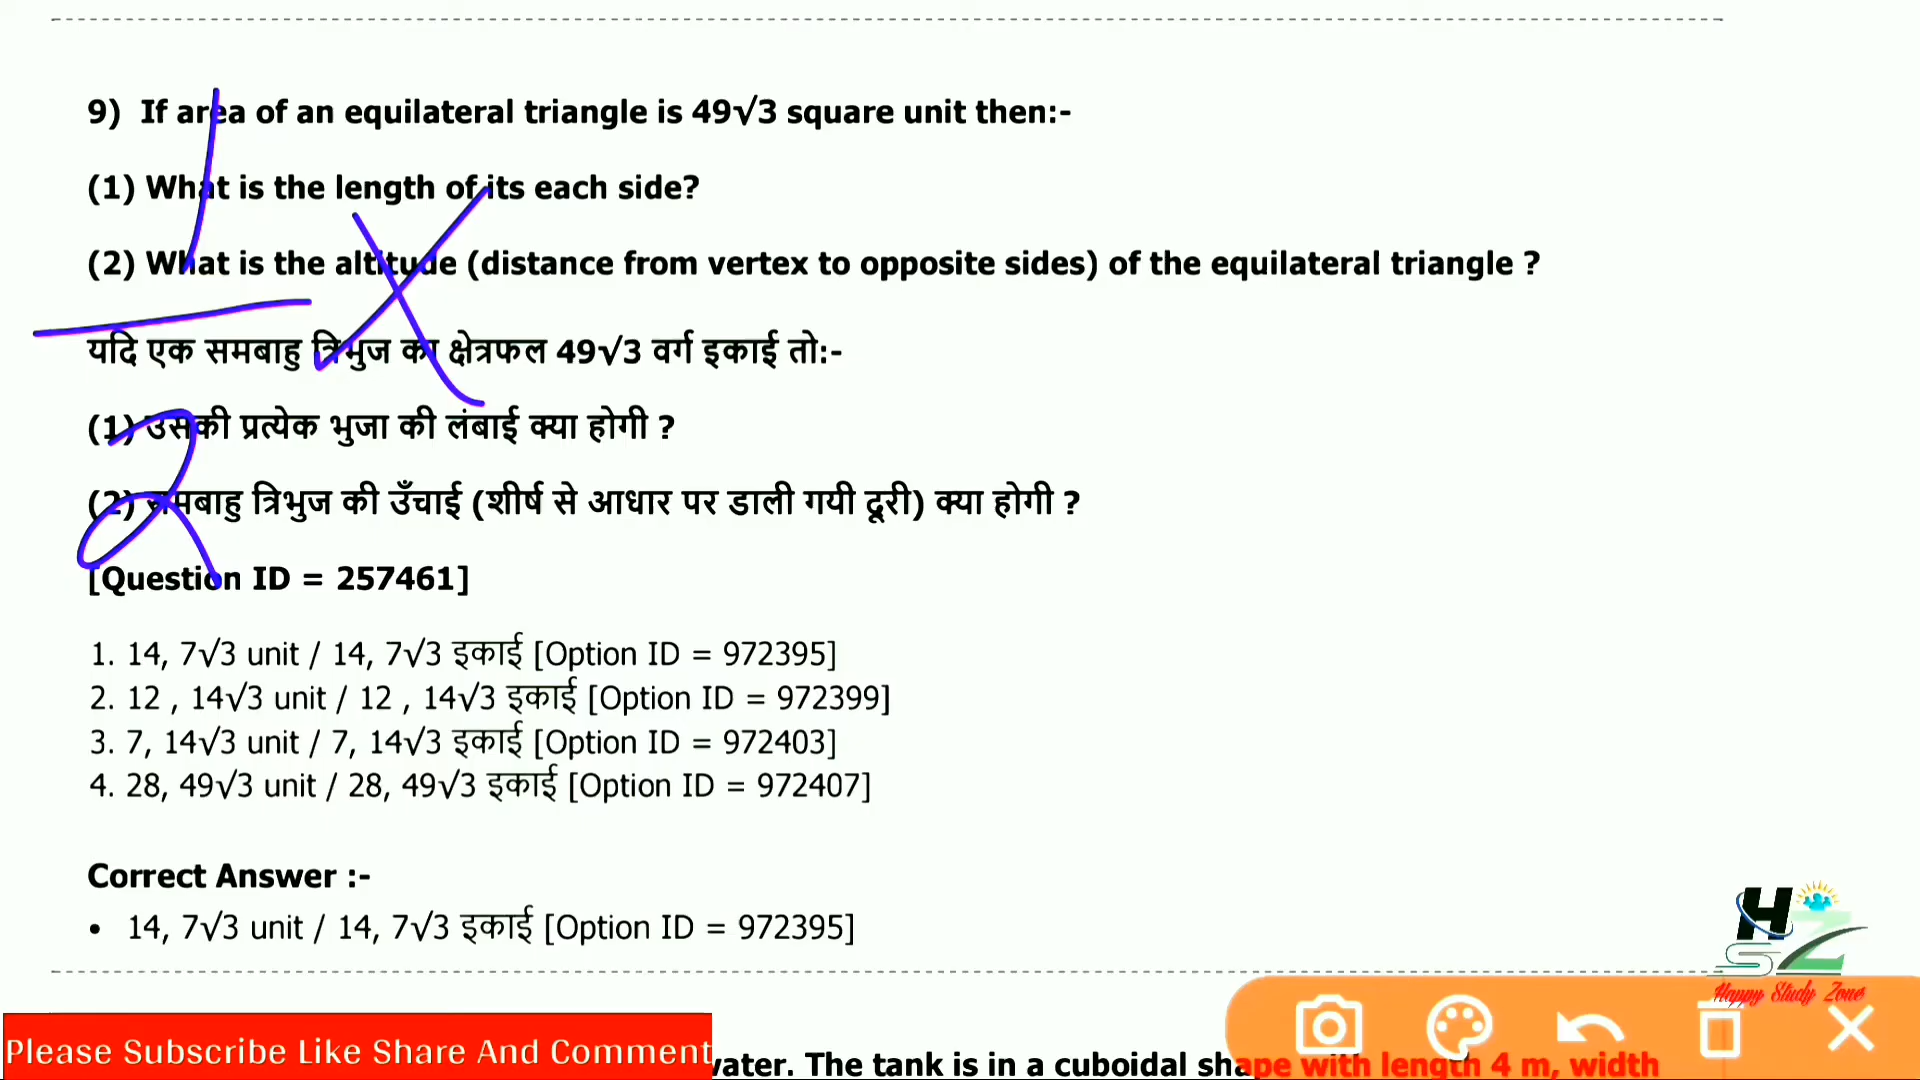 9) If area of an equilateral triangle is 49√3 square unit then:-
(1) What is the length of its each side?
(2) What is the altitude (distance from vertex to opposite sides) of the equilateral triangle ?
यदि एक समबाहु त्रिभुज का क्षेत्रफल 49√3 वर्ग इकाई तो:-
(1) उसकी प्रत्येक भुजा की लंबाई क्या होगी ?
(2) समबाहु त्रिभुज की उँचाई (शीर्ष से आधार पर डाली गयी दूरी) क्या होगी ?
[Question ID = 257461]
1. 14, 7√3 unit / 14, 7√3 इकाई [Option ID = 972395]
2. 12 , 14√3 unit / 12 , 14√3 इकाई [Option ID = 972399]
3. 7, 14√3 unit / 7, 14√3 इकाई [Option ID = 972403]
4. 28, 49√3 unit / 28, 49√3 इकाई [Option ID = 972407]
Correct Answer :-
• 14, 7√3 unit / 14, 7√3 इकाई [Option ID = 972395]
HSZ
Happy Study Zone
Please Subscribe Like Share And Comment
water. The tank is in a cuboidal shape with length 4 m, width